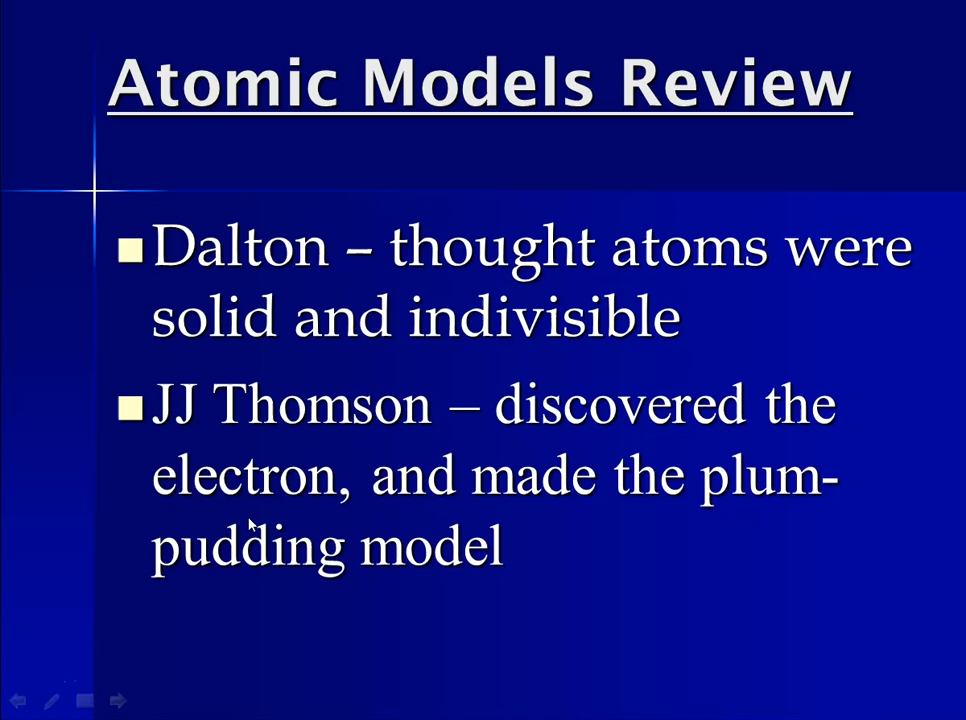 Atomic Models Review
Dalton – thought atoms were
solid and indivisible
JJ Thomson – discovered the
electron, and made the plum-
pudding model